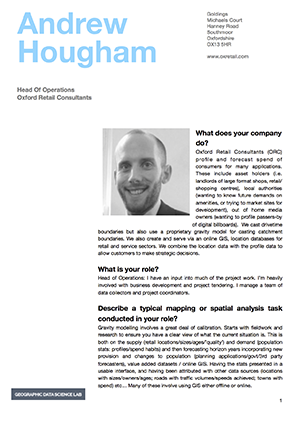 Andrew
Hougham
Goldings
Michaels Court
Hanney Road
Southmoor
Oxfordshire
OX13 5HR
www.oxretail.com
Head Of Operations
Oxford Retail Consultants
What does your company
do?
Oxford Retail Consultants (ORC)
profile and forecast spend of
consumers for many applications.
These include asset holders (i.e.
landlords of large format shops, retail/
shopping centres), local authorities
(wanting to know future demands on
amenities, or trying to market sites for
development), out of home media
owners (wanting to profile passers-by
of digital billboards). We cast drivetime
boundaries but also use a proprietary gravity model for casting catchment
boundaries. We also create and serve via an online GIS, location databases for
retail and service sectors. We combine the location data with the profile data to
allow customers to make strategic decisions.
What is your role?
Head of Operations: I have an input into much of the project work. I'm heavily
involved with business development and project tendering. I manage a team of
data collectors and project coordinators.
Describe a typical mapping or spatial analysis task
conducted in your role?
Gravity modelling involves a great deal of calibration. Starts with fieldwork and
research to ensure you have a clear view of what the current situation is. This is
both on the supply (retail locations/sizes/ages/"quality") and demand (population
stats: profiles/spend habits) and then forecasting horizon years incorporating new
provision and changes to population (planning applications/gov't/3rd party
forecasters), value added datasets / online GIS. Having the stats presented in a
usable interface, and having been attributed with other data sources (locations
with sizes/owners/ages; roads with traffic volumes/speeds achieved; towns with
spend) etc... Many of these involve using GIS either offline or online.
GEOGRAPHIC DATA SCIENCE LAB
1